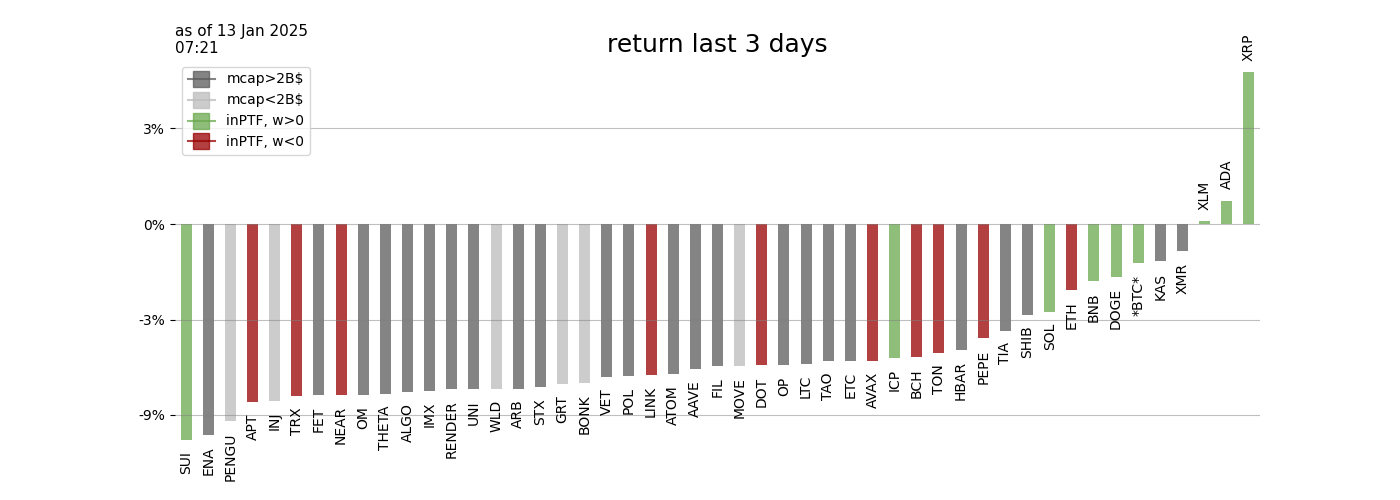 as of 13 Jan 2025
07:21
return last 3 days
mcap>2B$
mcap<2B$
inPTF, w>0
inPTF, w<0
3%
0%
-3%
-9%
SUI
ENA
PENGU
APT
INJ
TRX
FET
NEAR
OM
THETA
ALGO
IMX
RENDER
UNI
WLD
ARB
STX
GRT
BONK
VET
POL
LINK
ATOM
AAVE
FIL
MOVE
DOT
OP
LTC
TAO
ETC
AVAX
ICP
BCH
TON
HBAR
PEPE
TIA
SHIB
SOL
ETH
BNB
DOGE
*BTC*
KAS
XMR
XLM
ADA
XRP